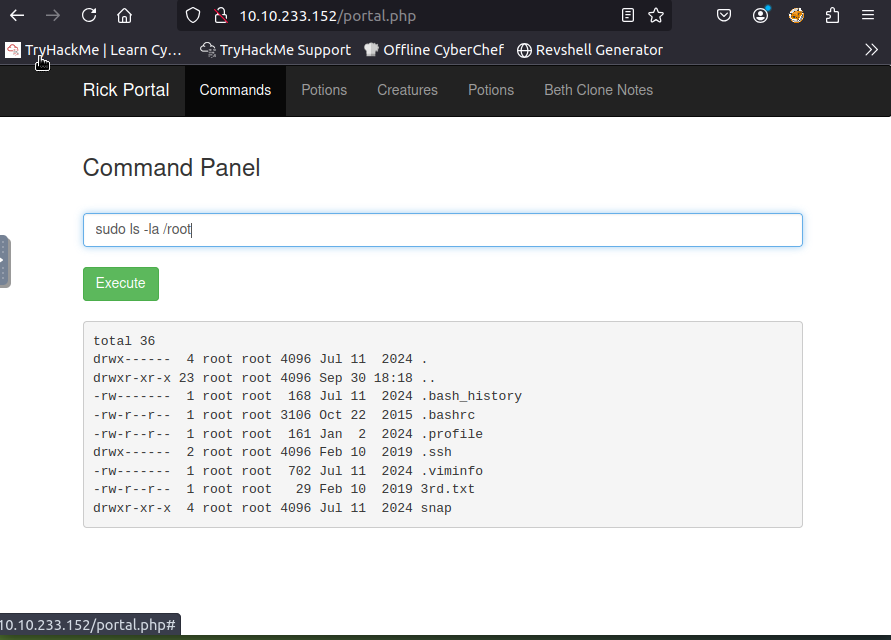 10.10.233.152/portal.php
TryHackMe | Learn Cy... TryHackMe Support Offline CyberChef Revshell Generator
Rick Portal Commands Potions Creatures Potions Beth Clone Notes
Command Panel
sudo ls -la /root
Execute
total 36
drwx------  4 root root 4096 Jul 11  2024 .
drwxr-xr-x 23 root root 4096 Sep 30 18:18 ..
-rw-------  1 root root  168 Jul 11  2024 .bash_history
-rw-r--r--  1 root root 3106 Oct 22  2015 .bashrc
-rw-r--r--  1 root root  161 Jan  2  2024 .profile
drwx------  2 root root 4096 Feb 10  2019 .ssh
-rw-------  1 root root  702 Jul 11  2024 .viminfo
-rw-r--r--  1 root root   29 Feb 10  2019 3rd.txt
drwxr-xr-x  4 root root 4096 Jul 11  2024 snap
10.10.233.152/portal.php#